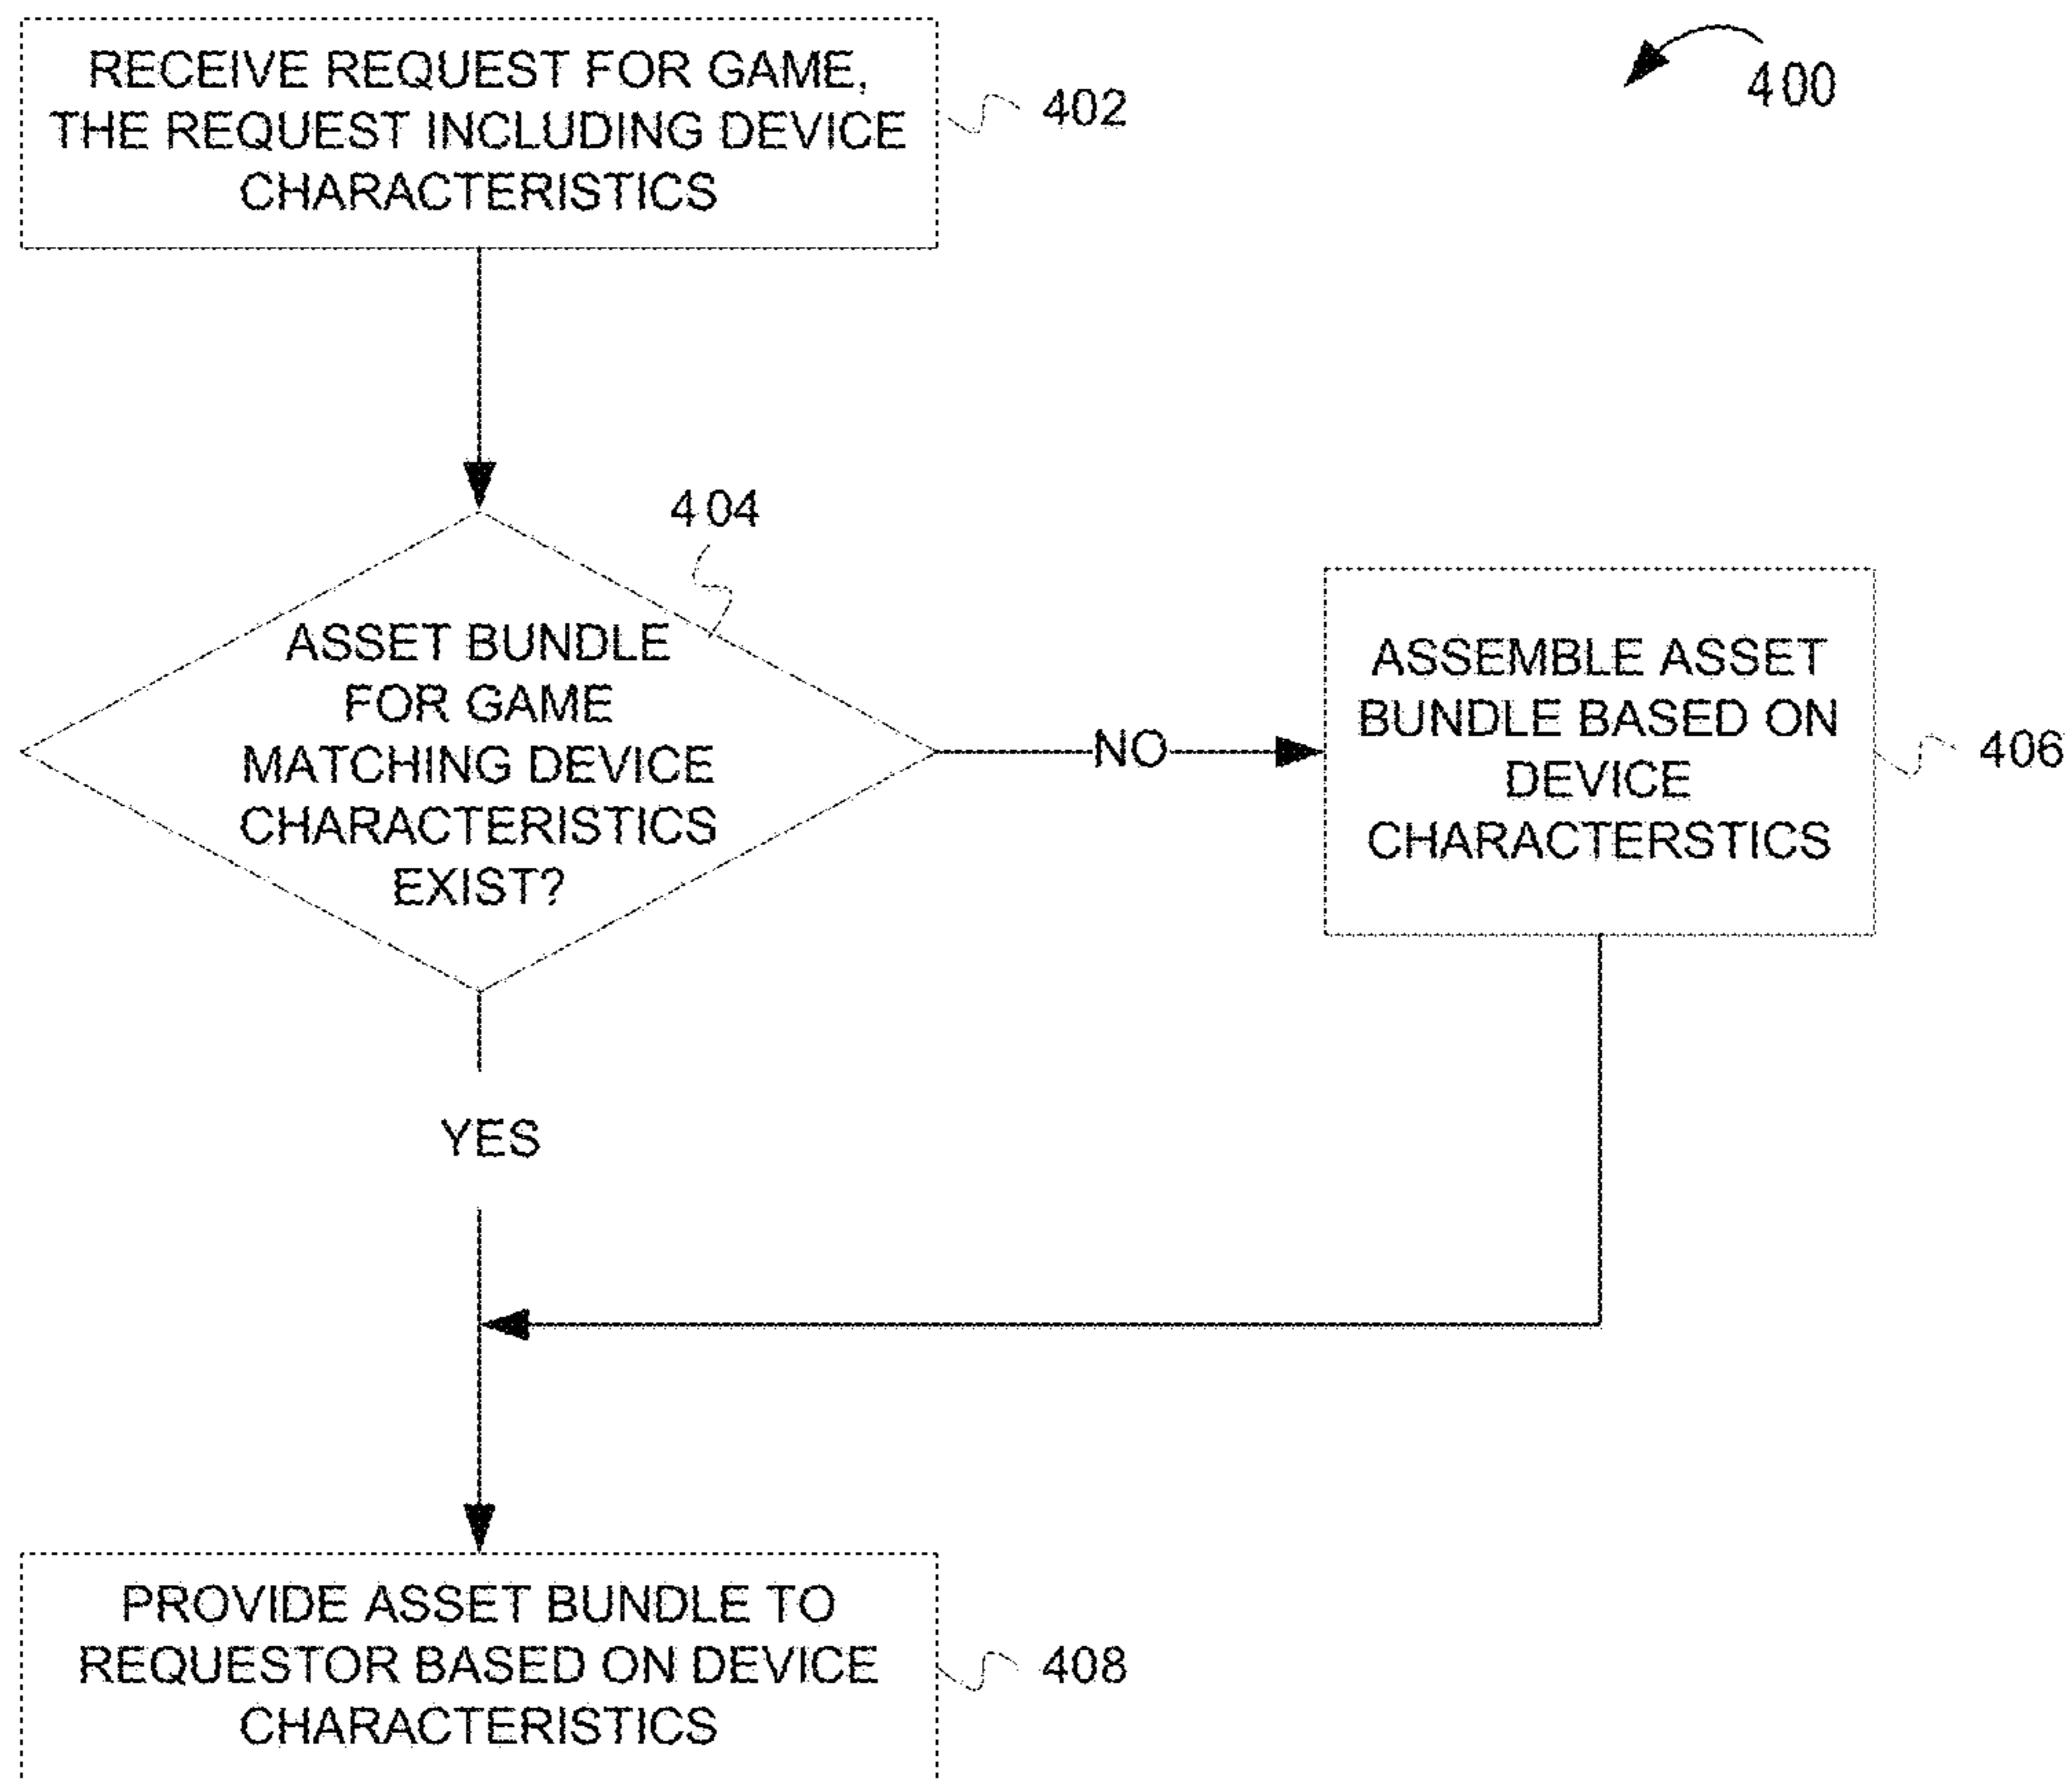 RECEIVE REQUEST FOR GAME,
THE REQUEST INCLUDING DEVICE
CHARACTERISTICS
402
400
404
ASSET BUNDLE
FOR GAME
MATCHING DEVICE
CHARACTERISTICS
EXIST?
NO
ASSEMBLE ASSET
BUNDLE BASED ON
DEVICE
CHARACTERSTICS
406
YES
PROVIDE ASSET BUNDLE TO
REQUESTOR BASED ON DEVICE
CHARACTERISTICS
408